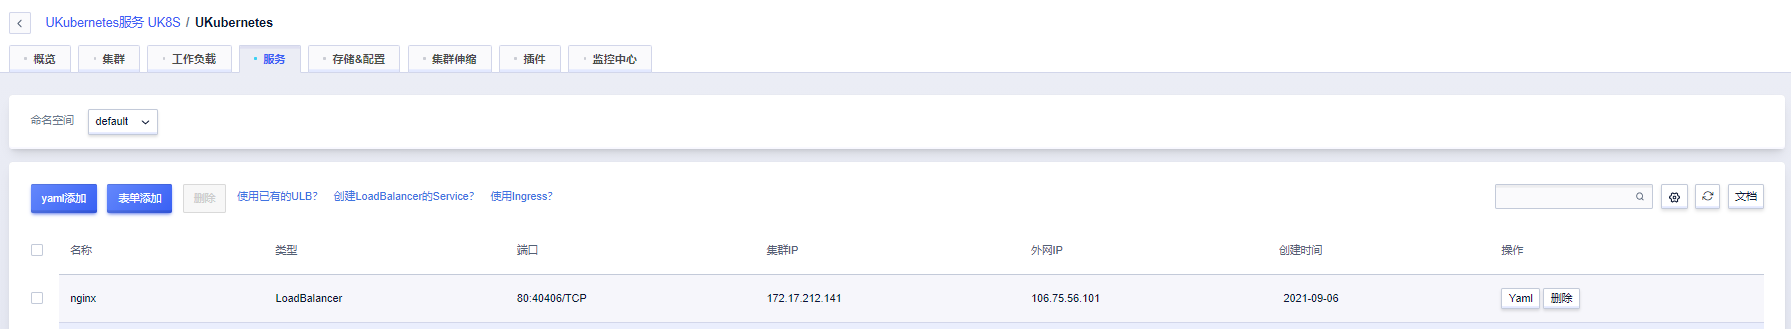 UKubernetes服务 UK8S / UKubernetes
概览 集群 工作负载 服务 存储&配置 集群伸缩 插件 监控中心
命名空间 default
yaml添加 表单添加 删除 使用已有的ULB? 创建LoadBalancer的Service? 使用Ingress? 文档
名称 类型 端口 集群IP 外网IP 创建时间 操作
nginx LoadBalancer 80:40406/TCP 172.17.212.141 106.75.56.101 2021-09-06 Yaml 删除